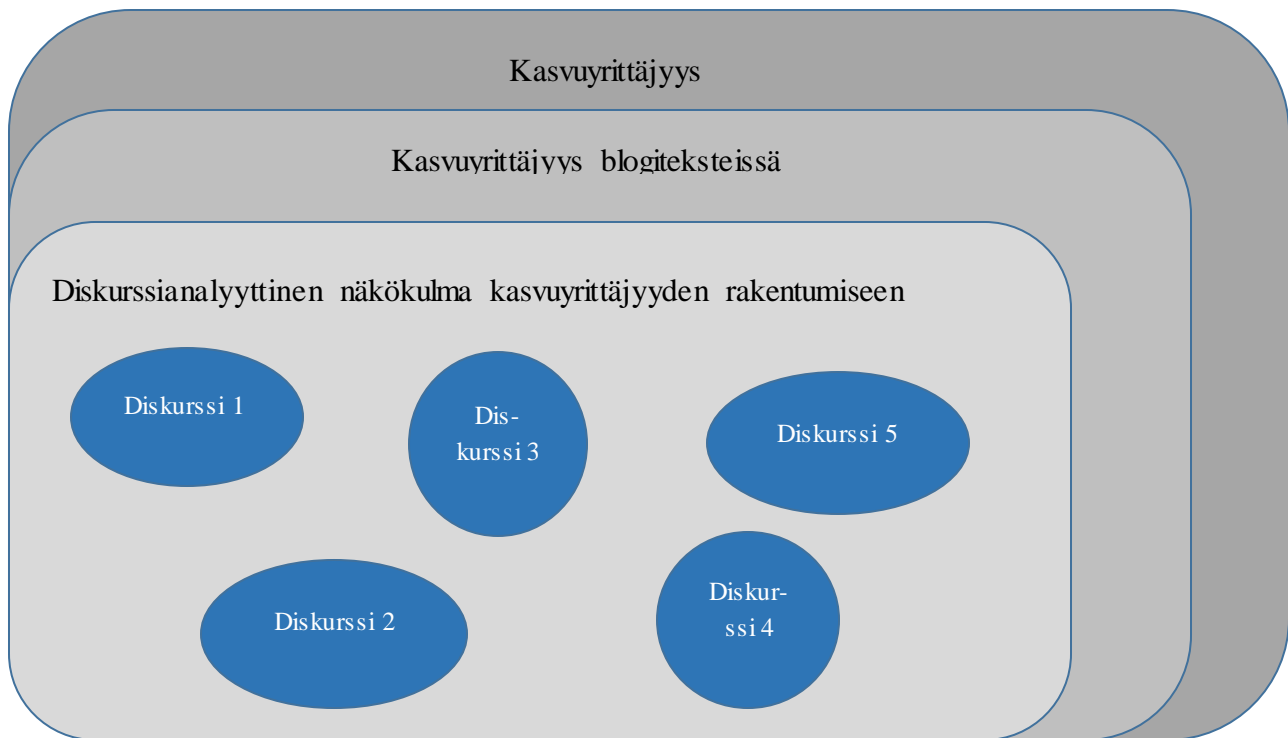 Kasvuyrittäjyys
Kasvuyrittäjyys blogiteksteissä
Diskurssianalyyttinen näkökulma kasvuyrittäjyyden rakentumiseen
Diskurssi 1
Dis-
kurssi 3
Diskurssi 5
Diskurssi 2
Diskur-
ssi 4